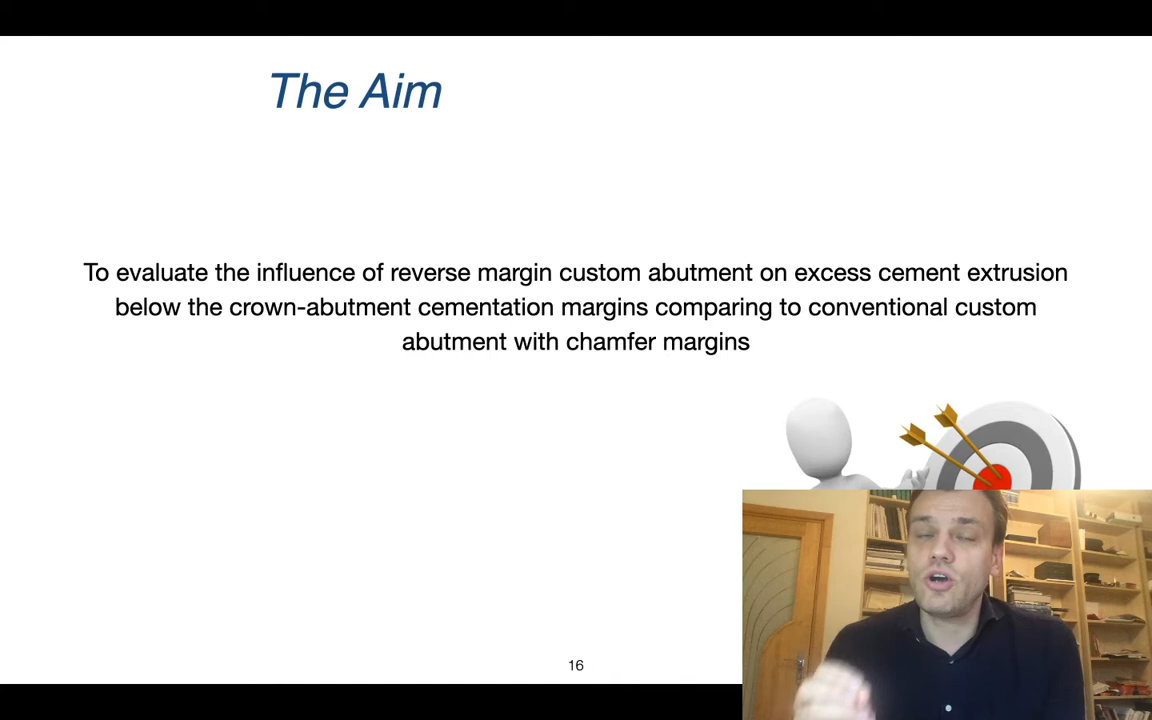 The Aim
To evaluate the influence of reverse margin custom abutment on excess cement extrusion
below the crown-abutment cementation margins comparing to conventional custom
abutment with chamfer margins
16